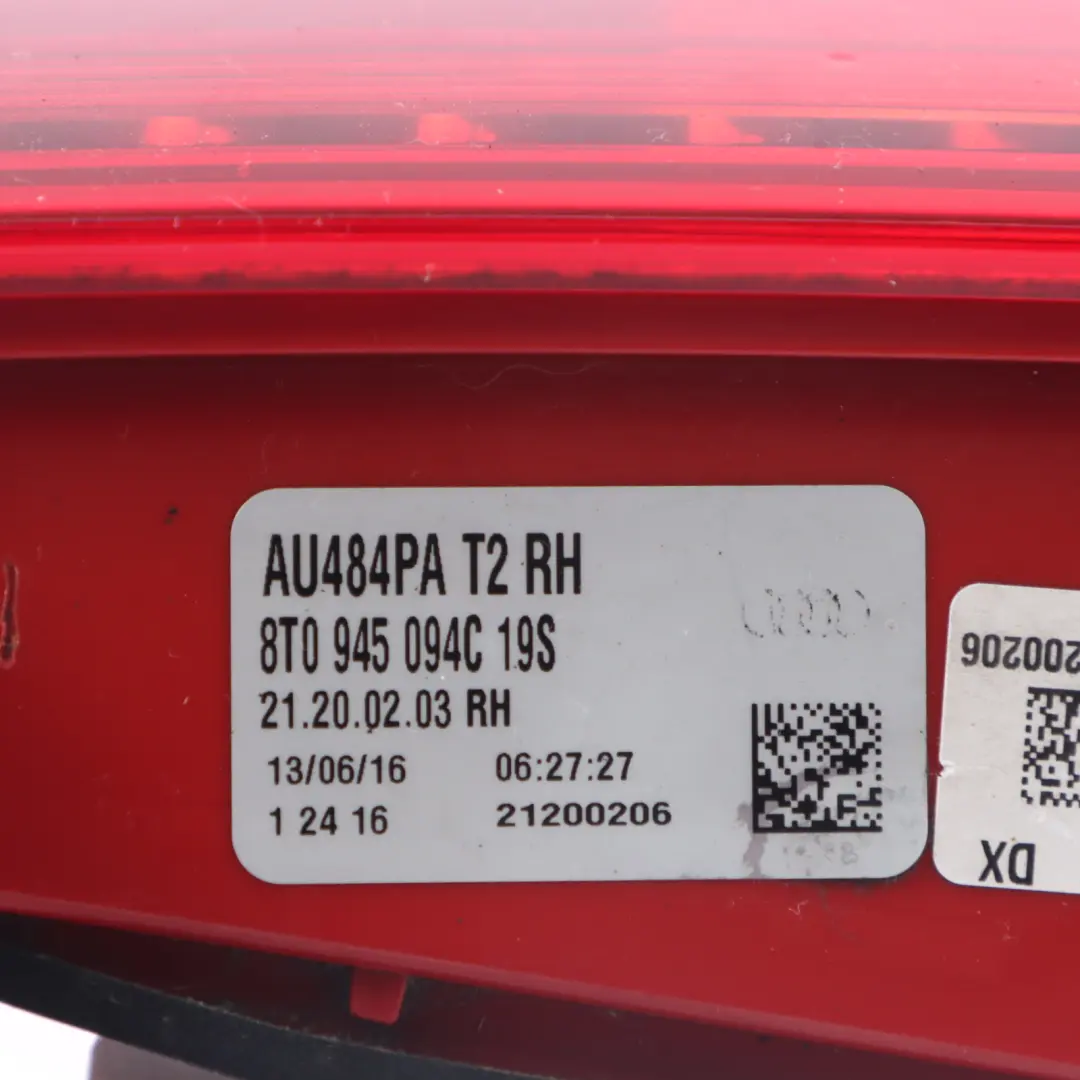 AU484PA T2 RH
8T0 945 094C 19S
21.20.02.03 RH
13/06/16 06:27:27
1 24 16 21200206
200206
DX